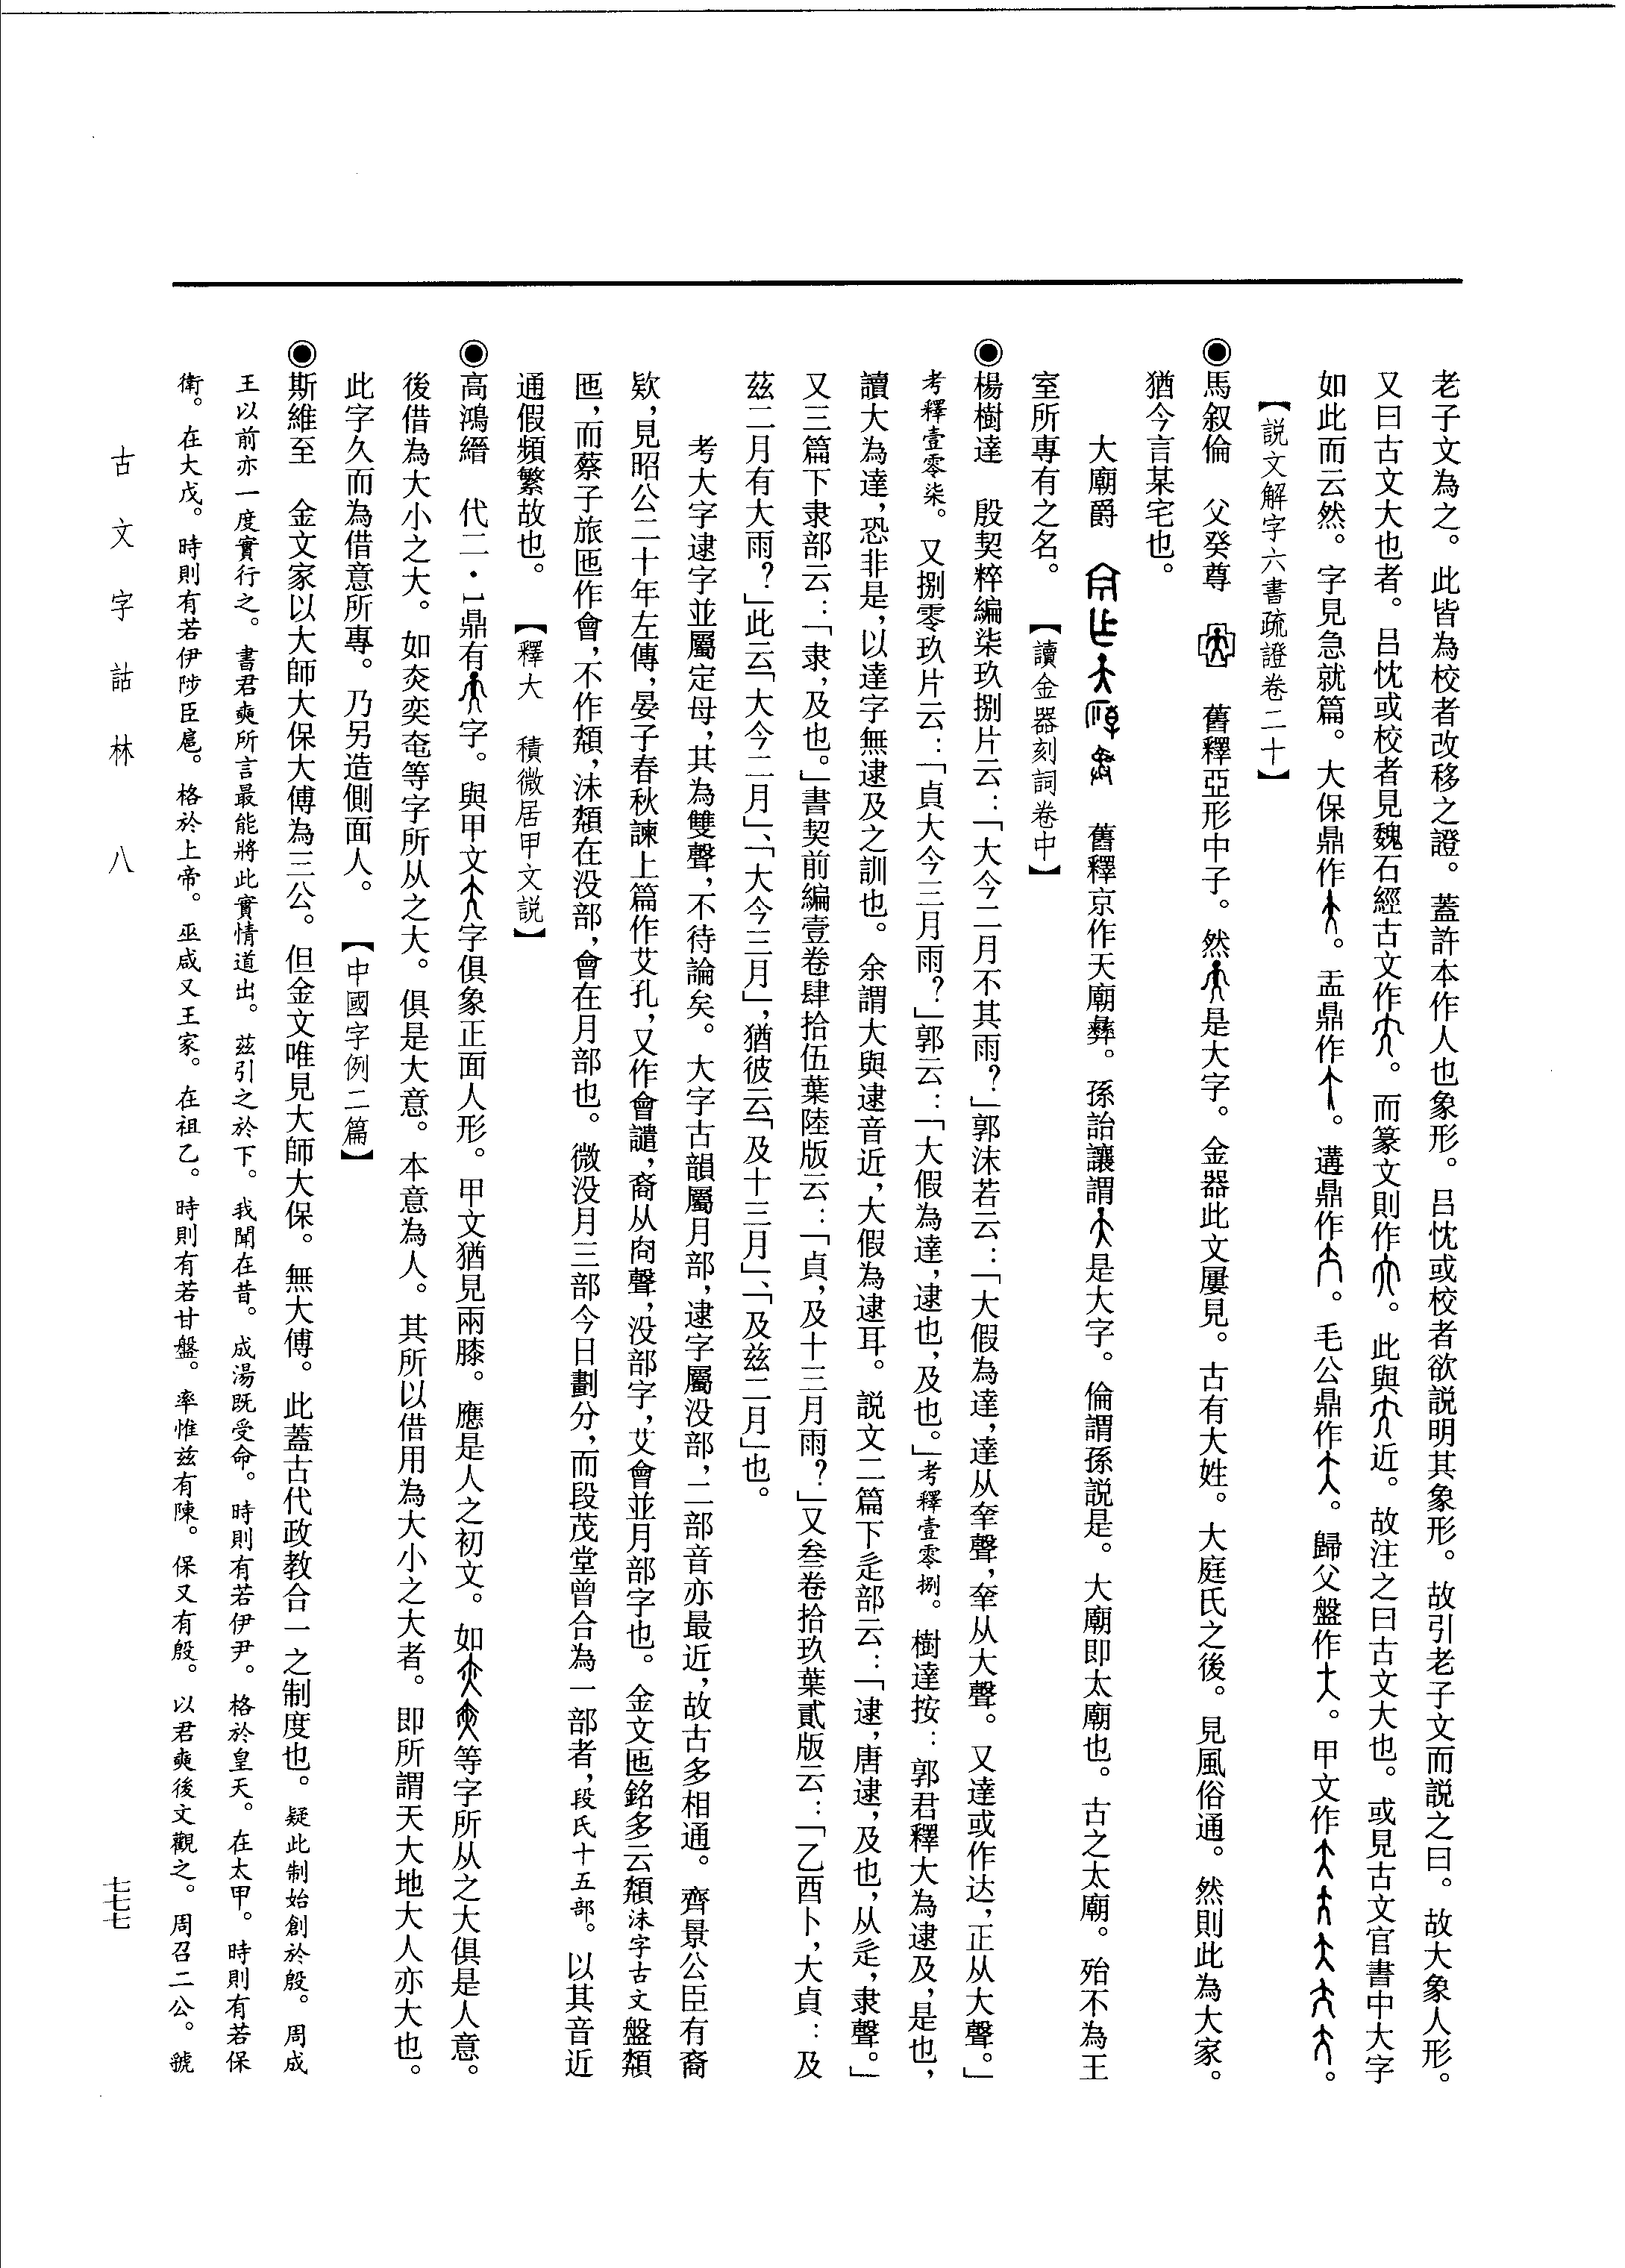 老子文為之。此皆為校者改移之證。蓋許本作人也象形。吕忱或校者欲説明其象形。故引老子文而説之曰。故大象人形。
又曰古文大也者。吕忱或校者見魏石經古文作。而篆文則作。此與近。故注之曰古文大也。或見古文官書中大字
如此而云然。字見急就篇。大保鼎作。盂鼎作。遘鼎作。毛公鼎作。歸父盤作。甲文作。
【説文解字六書疏證卷二十】
◉馬叙倫　父癸尊　舊釋亞形中子。然是大字。金器此文屢見。古有大姓。大庭氏之後。見風俗通。然則此為大家。
猶今言某宅也。
大廟爵　舊釋京作天廟彝。孫詒讓謂是大字。倫謂孫説是。大廟即太廟也。古之太廟。殆不為王
室所專有之名。　【讀金器刻詞卷中】
◉楊樹達　殷契粹編柒玖捌片云：「大今二月不其雨？」郭沫若云：「大假為達，達从羍聲，羍从大聲。又達或作达，正从大聲。」
考釋壹零柒。又捌零玖片云：「貞大今三月雨？」郭云：「大假為達，逮也，及也。」考釋壹零捌。樹達按：郭君釋大為逮及，是也，
讀大為達，恐非是，以達字無逮及之訓也。余謂大與逮音近，大假為逮耳。説文二篇下辵部云：「逮，唐逮，及也，从辵，隶聲。」
又三篇下隶部云：「隶，及也。」書契前編壹卷肆拾伍葉陸版云：「貞，及十三月雨？」又叁卷拾玖葉貳版云：「乙酉卜，大貞：及
茲二月有大雨？」此云「大今二月」、「大今三月」，猶彼云「及十三月」、「及茲二月」也。
考大字逮字並屬定母，其為雙聲，不待論矣。大字古韻屬月部，逮字屬没部，二部音亦最近，故古多相通。齊景公臣有裔
欵，見昭公二十年左傳，晏子春秋諫上篇作艾孔，又作會譴，裔从㕯聲，没部字，艾會並月部字也。金文匜銘多云頮沬字古文盤頮
匜，而蔡子旅匜作會，不作頮，沬頮在没部，會在月部也。微没月三部今日劃分，而段茂堂曾合為一部者，段氏十五部。以其音近
通假頻繁故也。　【釋大　積微居甲文説】
◉高鴻縉　代二·1鼎有字。與甲文字俱象正面人形。甲文猶見兩膝。應是人之初文。如等字所从之大俱是人意。
後借為大小之大。如奀奕奄等字所从之大。俱是大意。本意為人。其所以借用為大小之大者。即所謂天大地大人亦大也。
此字久而為借意所專。乃另造側面人。　【中國字例二篇】
◉斯維至　金文家以大師大保大傅為三公。但金文唯見大師大保。無大傅。此蓋古代政教合一之制度也。疑此制始創於殷。周成
王以前亦一度實行之。書君奭所言最能將此實情道出。茲引之於下。我聞在昔。成湯既受命。時則有若伊尹。格於皇天。在太甲。時則有若保
衡。在大戊。時則有若伊陟臣扈。格於上帝。巫咸又王家。在祖乙。時則有若甘盤。率惟茲有陳。保又有殷。以君奭後文觀之。周召二公。號
古文字詁林　八
七七七